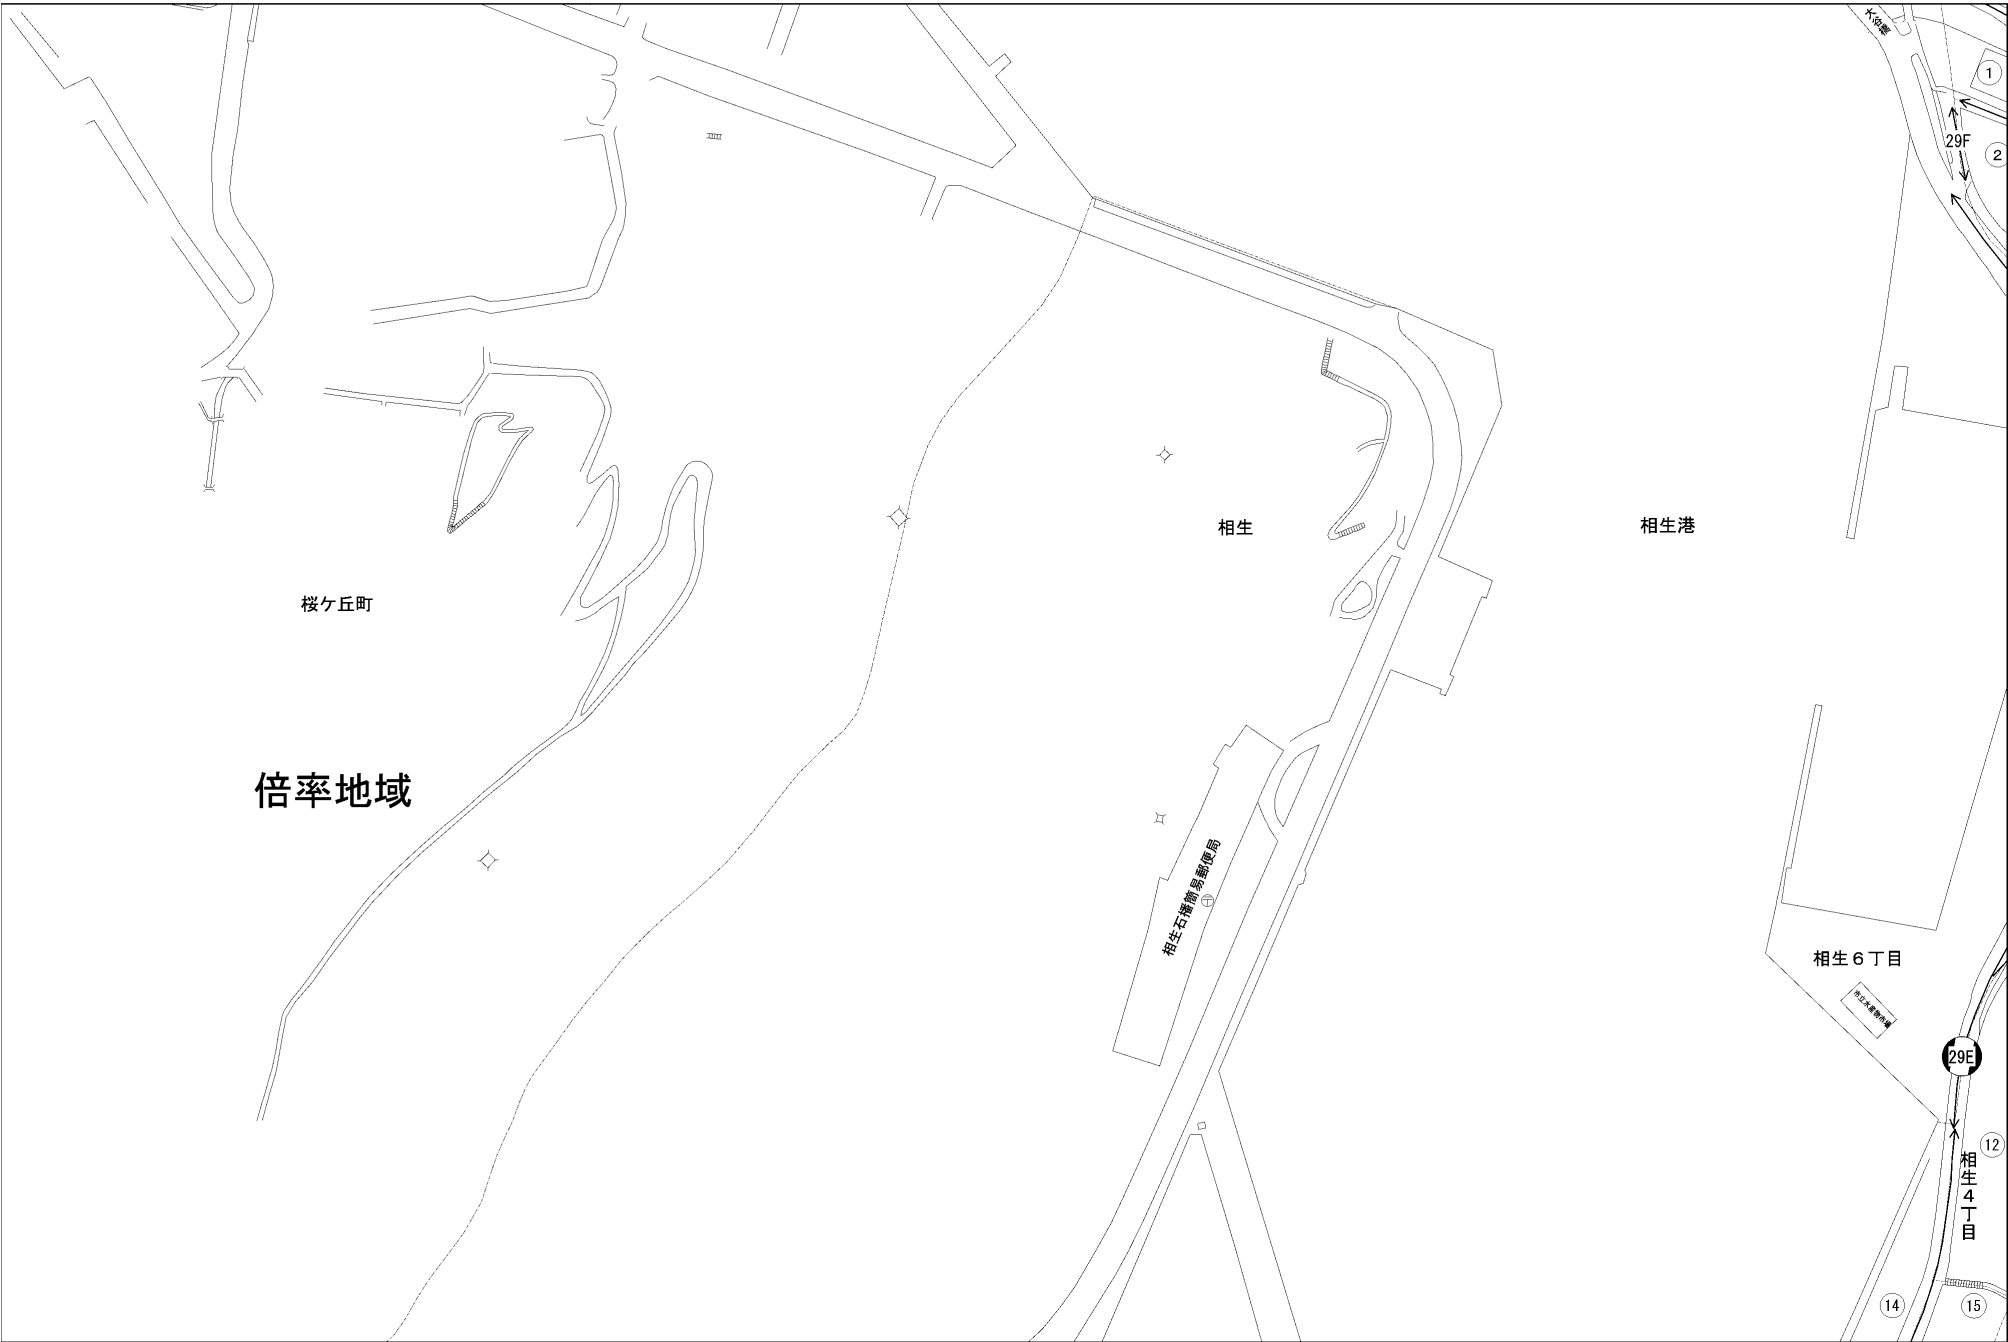 大谷橋
1
29F
2
相生
相生港
桜ケ丘町
倍率地域
相生石播簡易郵便局
〒
相生６丁目
市立水産物市場
29E
12
相生４丁目
14
15